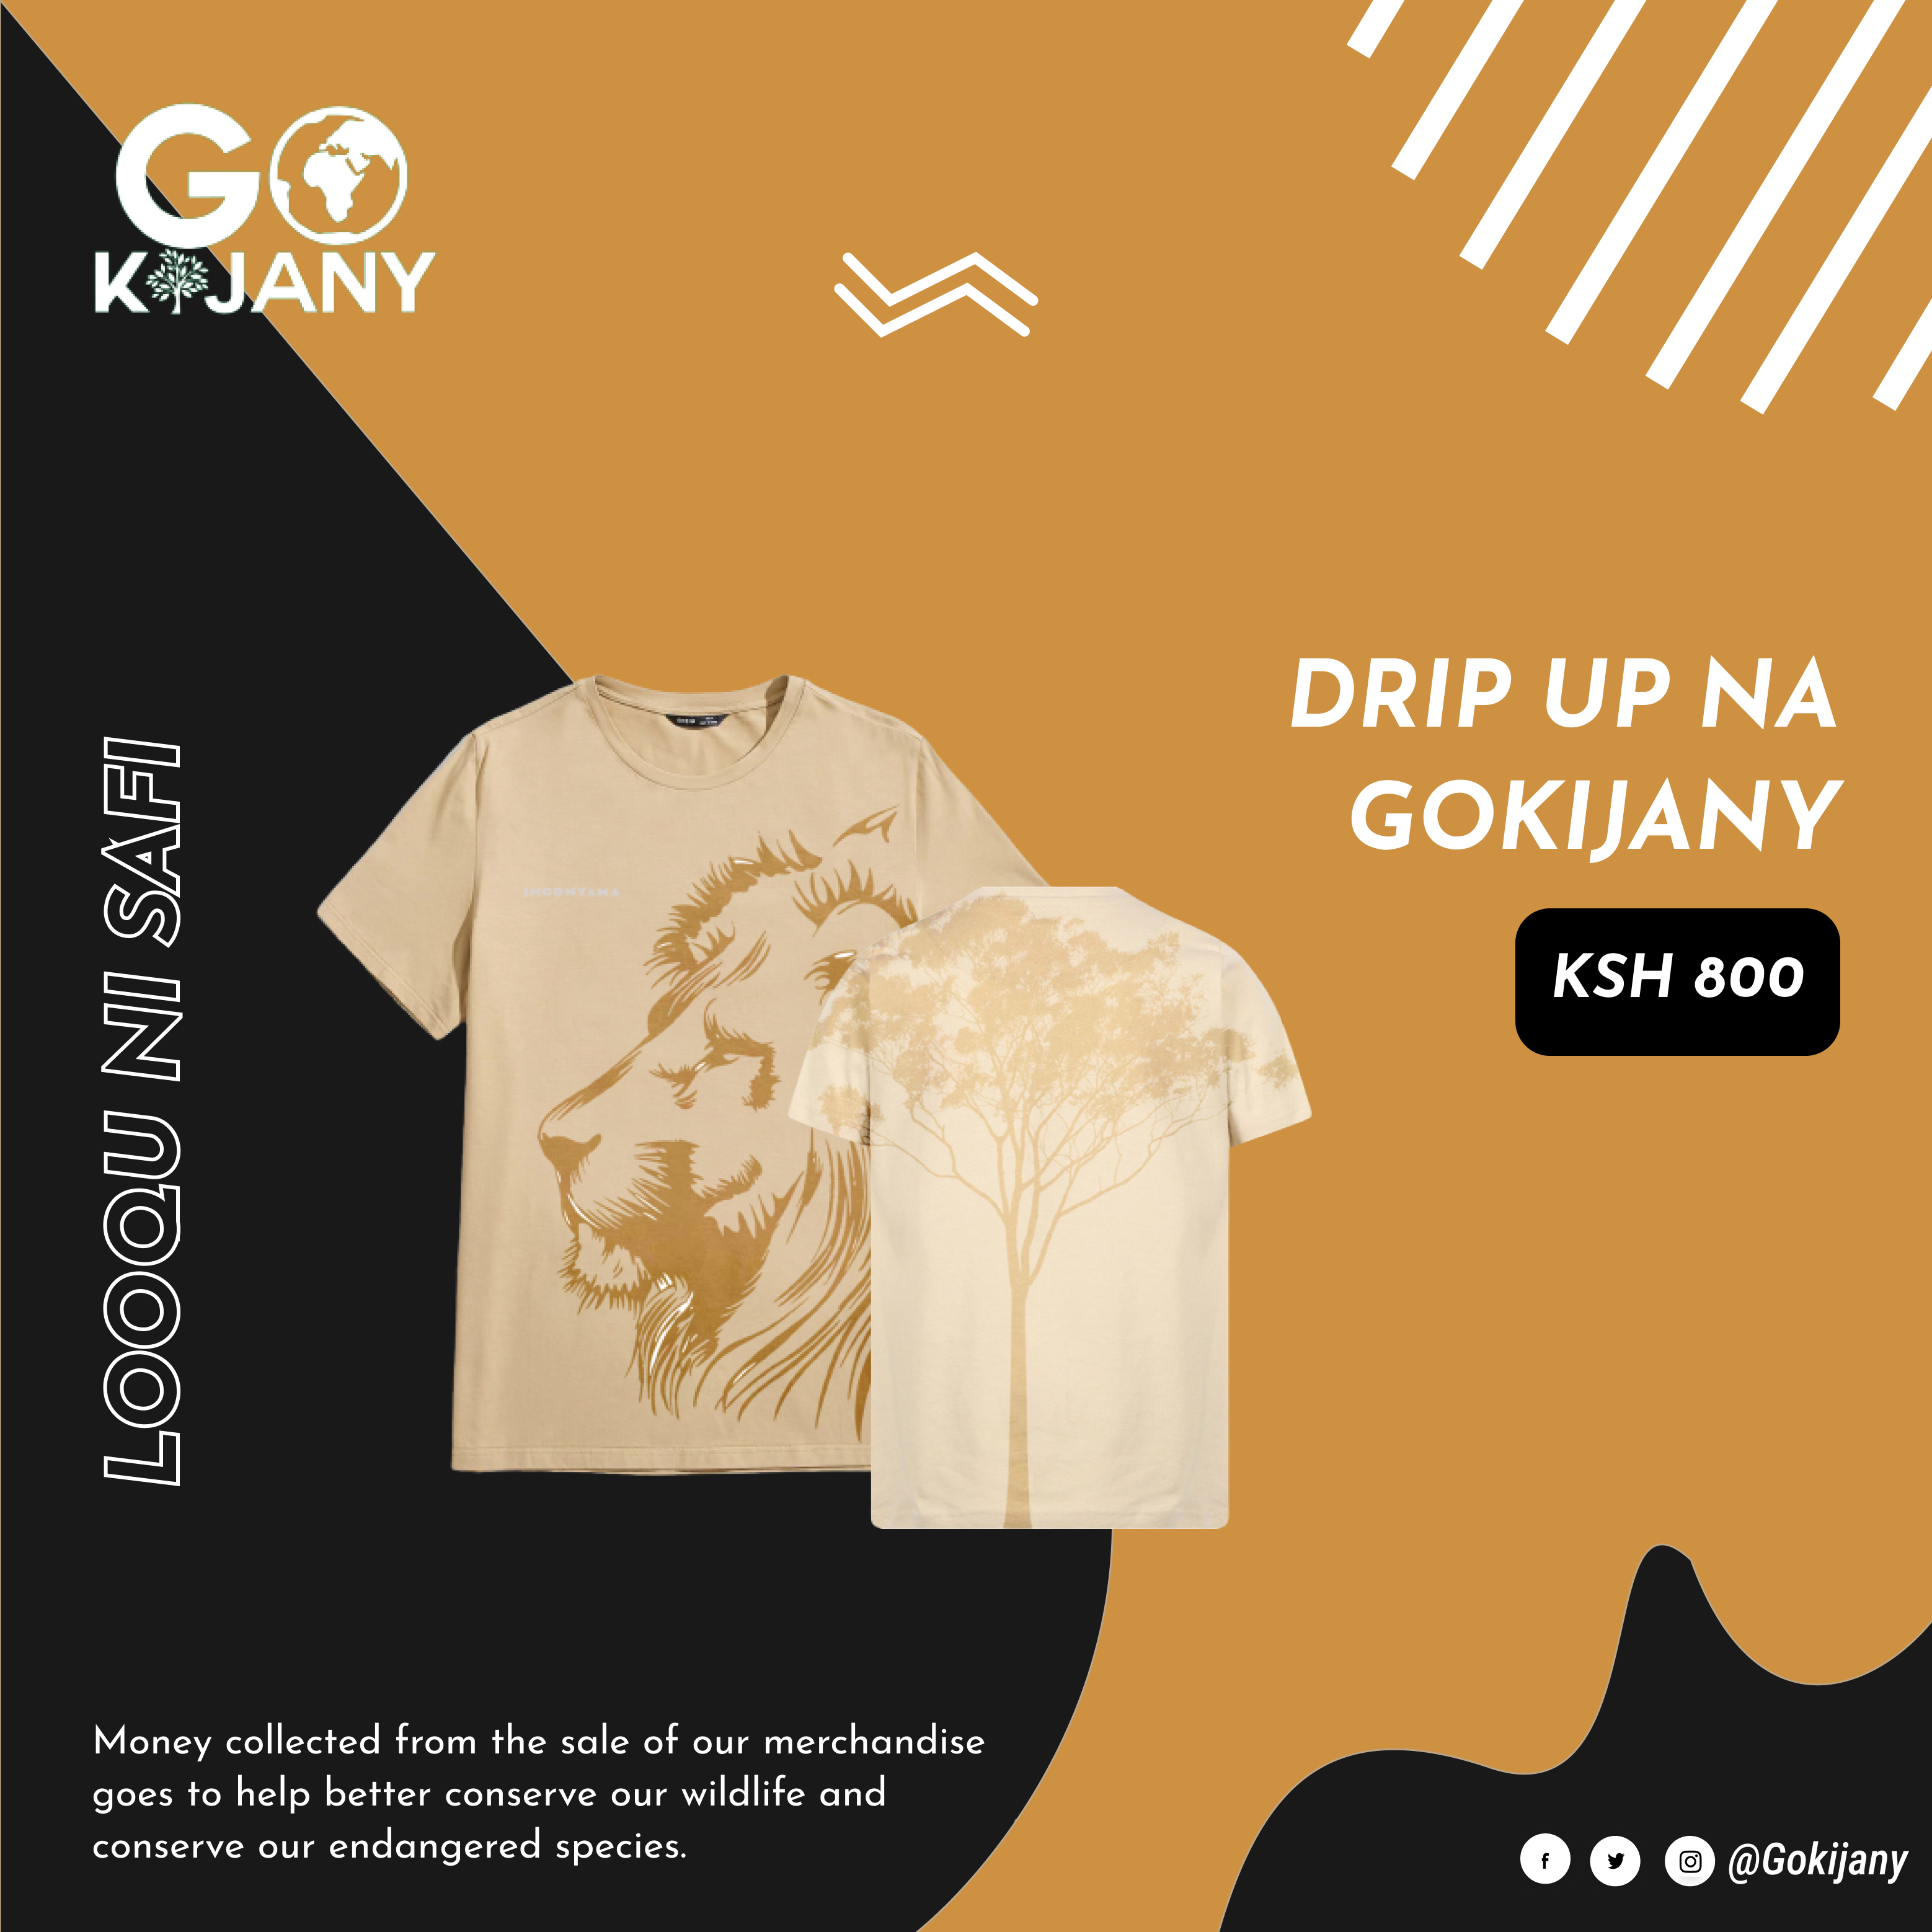 GO
KIJANY
DRIP UP NA
GOKIJANY
KSH 800
LOOQU NI SAFI
INGONYAMA
Money collected from the sale of our merchandise
goes to help better conserve our wildlife and
conserve our endangered species.
@Gokijany